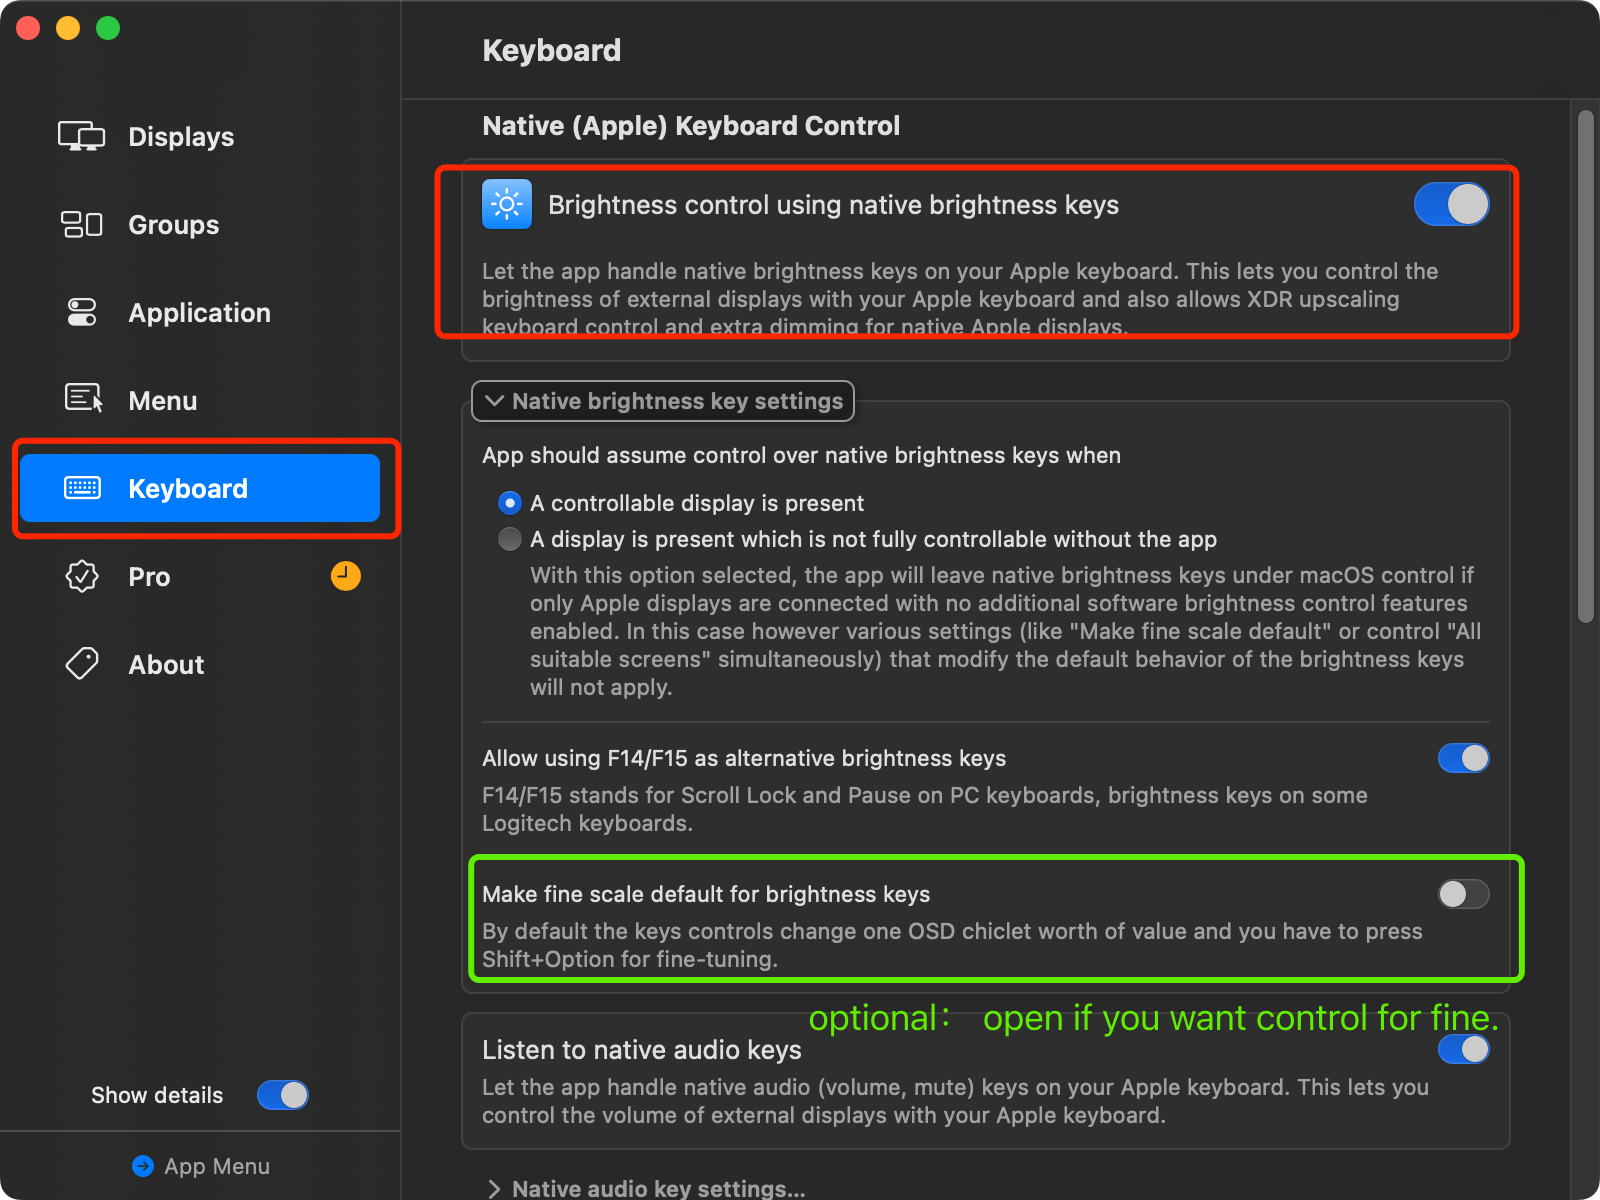 Keyboard
Displays
Groups
Application
Menu
Keyboard
Pro
About
Show details
App Menu
Native (Apple) Keyboard Control
Brightness control using native brightness keys
Let the app handle native brightness keys on your Apple keyboard. This lets you control the
brightness of external displays with your Apple keyboard and also allows XDR upscaling
keyboard control and extra dimming for native Apple displays.
Native brightness key settings
App should assume control over native brightness keys when
A controllable display is present
A display is present which is not fully controllable without the app
With this option selected, the app will leave native brightness keys under macOS control if
only Apple displays are connected with no additional software brightness control features
enabled. In this case however various settings (like "Make fine scale default" or control "All
suitable screens" simultaneously) that modify the default behavior of the brightness keys
will not apply.
Allow using F14/F15 as alternative brightness keys
F14/F15 stands for Scroll Lock and Pause on PC keyboards, brightness keys on some
Logitech keyboards.
Make fine scale default for brightness keys
By default the keys controls change one OSD chiclet worth of value and you have to press
Shift+Option for fine-tuning.
optional： open if you want control for fine.
Listen to native audio keys
Let the app handle native audio (volume, mute) keys on your Apple keyboard. This lets you
control the volume of external displays with your Apple keyboard.
Native audio key settings...